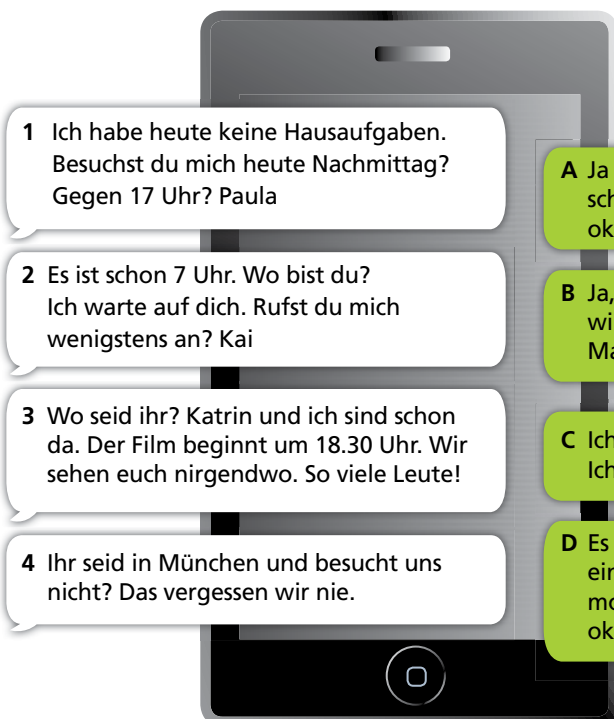 1 Ich habe heute keine Hausaufgaben.
Besuchst du mich heute Nachmittag?
Gegen 17 Uhr? Paula
2 Es ist schon 7 Uhr. Wo bist du?
Ich warte auf dich. Rufst du mich
wenigstens an? Kai
3 Wo seid ihr? Katrin und ich sind schon
da. Der Film beginnt um 18.30 Uhr. Wir
sehen euch nirgendwo. So viele Leute!
4 Ihr seid in München und besucht uns
nicht? Das vergessen wir nie.
A Ja
B Ja,
C Ich
Ich
D Es